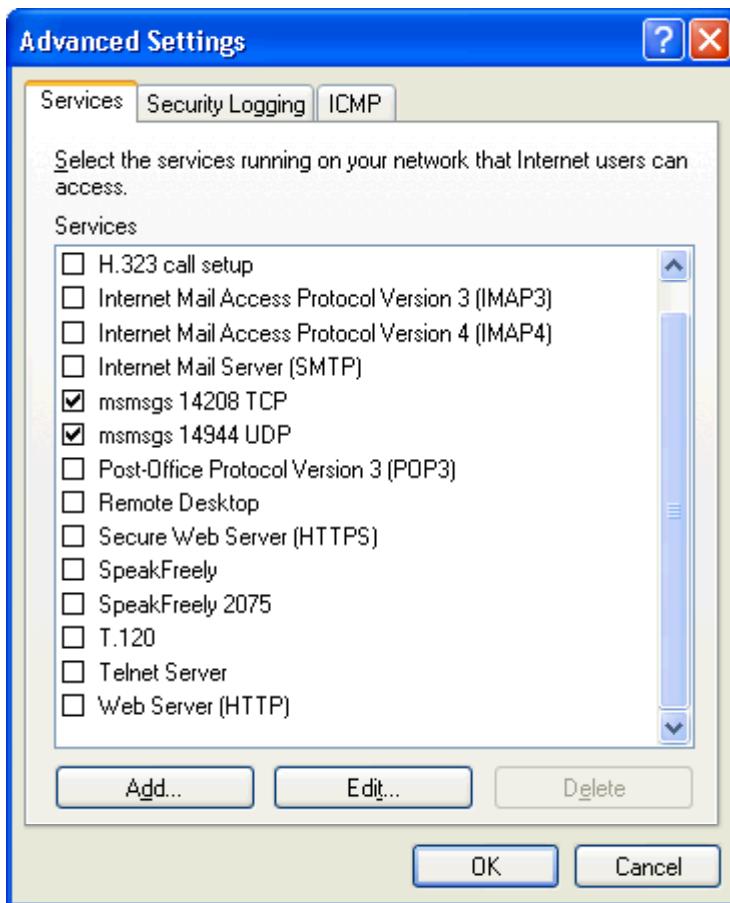 Advanced Settings
Services Security Logging ICMP
Select the services running on your network that Internet users can
access.
Services
H.323 call setup
Internet Mail Access Protocol Version 3 (IMAP3)
Internet Mail Access Protocol Version 4 (IMAP4)
Internet Mail Server (SMTP)
msmsgs 14208 TCP
msmsgs 14944 UDP
Post-Office Protocol Version 3 (POP3)
Remote Desktop
Secure Web Server (HTTPS)
SpeakFreely
SpeakFreely 2075
T.120
Telnet Server
Web Server (HTTP)
Add... Edit... Delete
OK Cancel